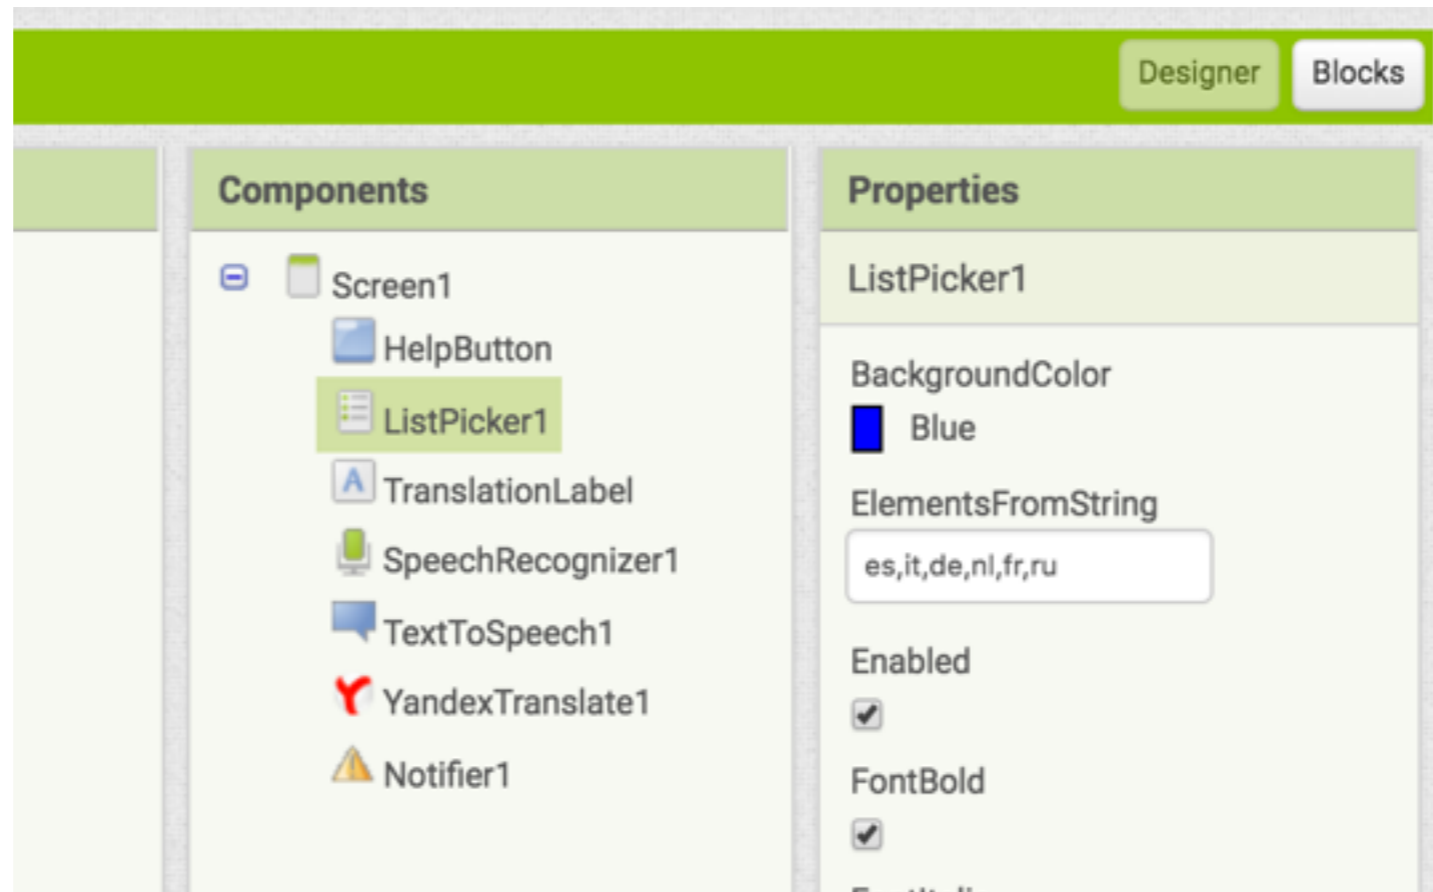 Designer
Blocks
Components
Screen1
HelpButton
ListPicker1
TranslationLabel
SpeechRecognizer1
TextToSpeech1
YandexTranslate1
Notifier1
Properties
ListPicker1
BackgroundColor
Blue
ElementsFromString
es,it,de,nl,fr,ru
Enabled
FontBold